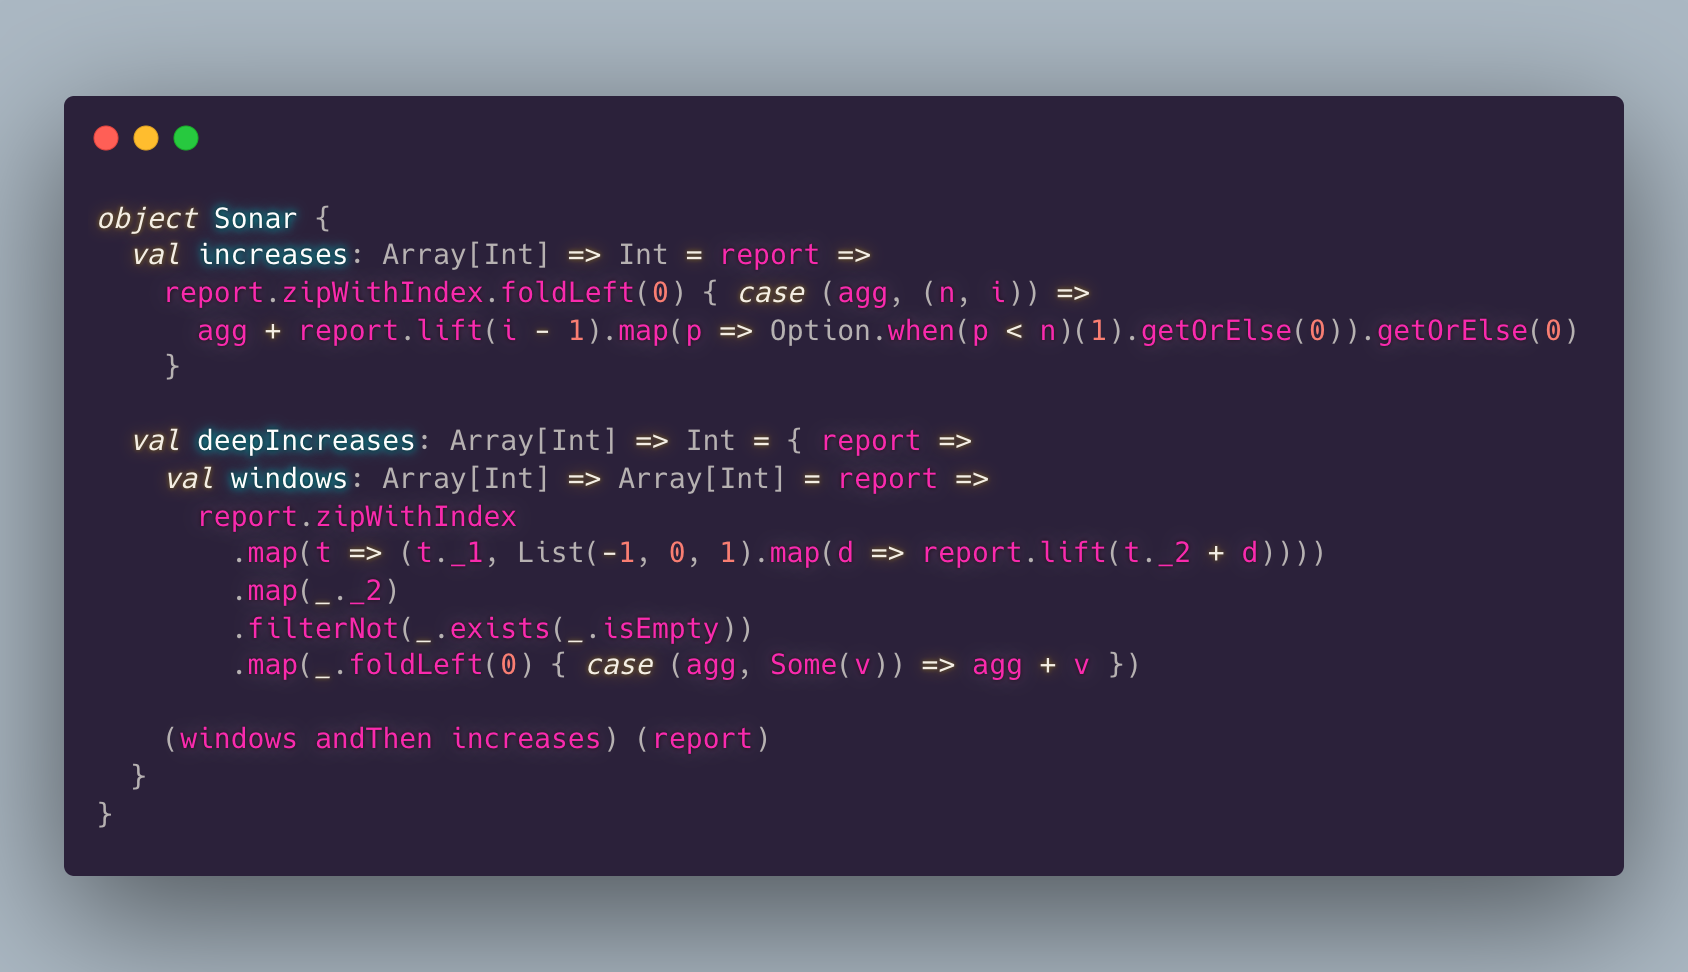 object Sonar {
  val increases: Array[Int] => Int = report =>
    report.zipWithIndex.foldLeft(0) { case (agg, (n, i)) =>
      agg + report.lift(i - 1).map(p => Option.when(p < n)(1).getOrElse(0)).getOrElse(0)
    }

  val deepIncreases: Array[Int] => Int = { report =>
    val windows: Array[Int] => Array[Int] = report =>
      report.zipWithIndex
        .map(t => (t._1, List(-1, 0, 1).map(d => report.lift(t._2 + d))))
        .map(_._2)
        .filterNot(_.exists(_.isEmpty))
        .map(_.foldLeft(0) { case (agg, Some(v)) => agg + v })

    (windows andThen increases) (report)
  }
}